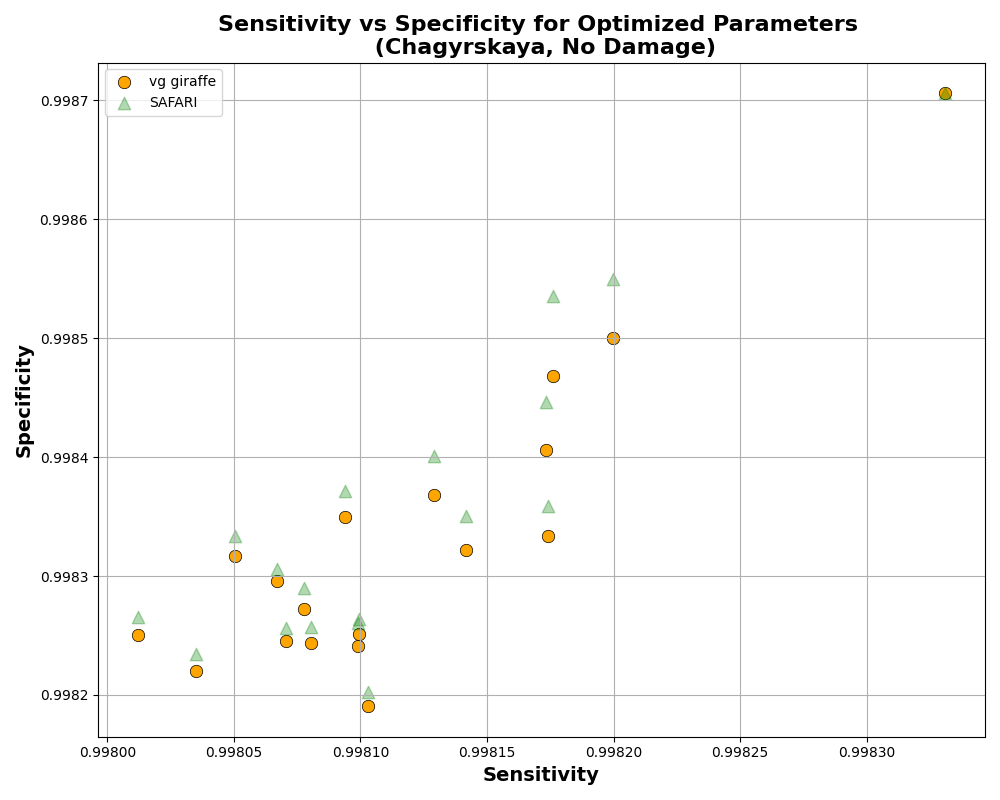 Sensitivity vs Specificity for Optimized Parameters
(Chagyrskaya, No Damage)
vg giraffe
SAFARI
Specificity
0.9987
0.9986
0.9985
0.9984
0.9983
0.9982
0.99800
0.99805
0.99810
0.99815
0.99820
0.99825
0.99830
Sensitivity